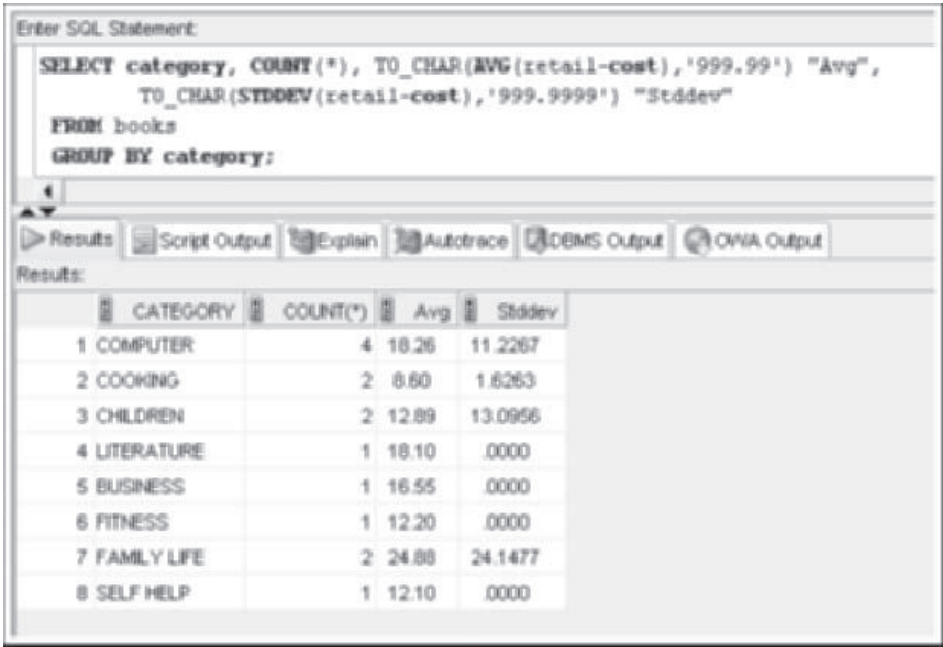 Enter SQL Statement:
SELECT category, COUNT(*), TO_CHAR(AVG(retail-cost),'999.99') "Avg",
TO_CHAR(STDDEV(retail-cost),'999.9999') "Stddev"
FROM books
GROUP BY category;
Results Script Output Explain Autotrace DBMS Output OWA Output
Results:
CATEGORY COUNT(*) Avg Stddev
1 COMPUTER 4 18.26 11.2267
2 COOKING 2 8.60 1.6263
3 CHILDREN 2 12.89 13.0956
4 LITERATURE 1 18.10 .0000
5 BUSINESS 1 16.55 .0000
6 FITNESS 1 12.20 .0000
7 FAMILY LIFE 2 24.88 24.1477
8 SELF HELP 1 12.10 .0000